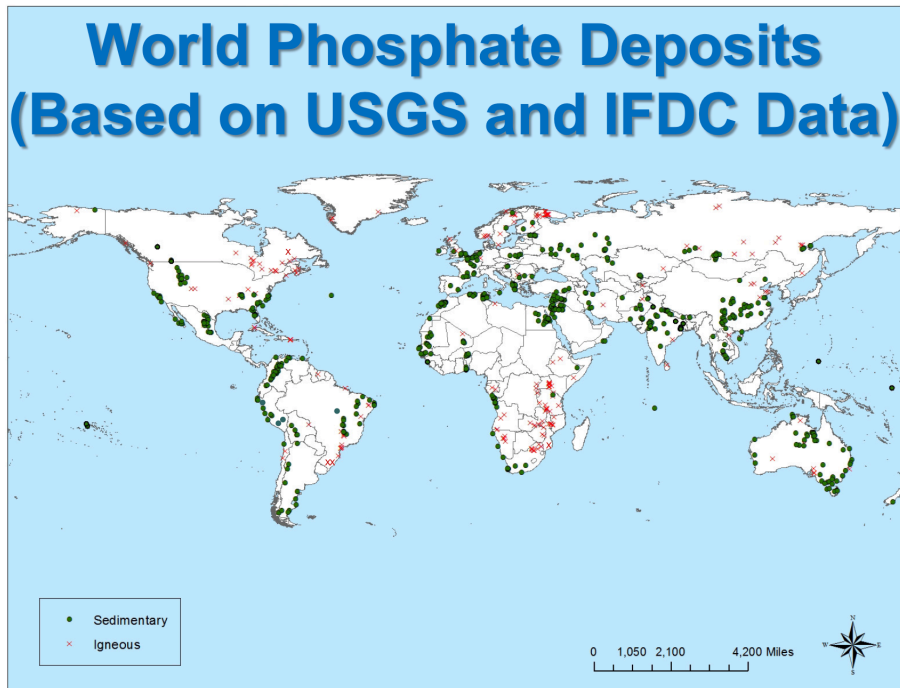 World Phosphate Deposits
(Based on USGS and IFDC Data)
Sedimentary
Igneous
0 1,050 2,100 4,200 Miles
N
W E
S